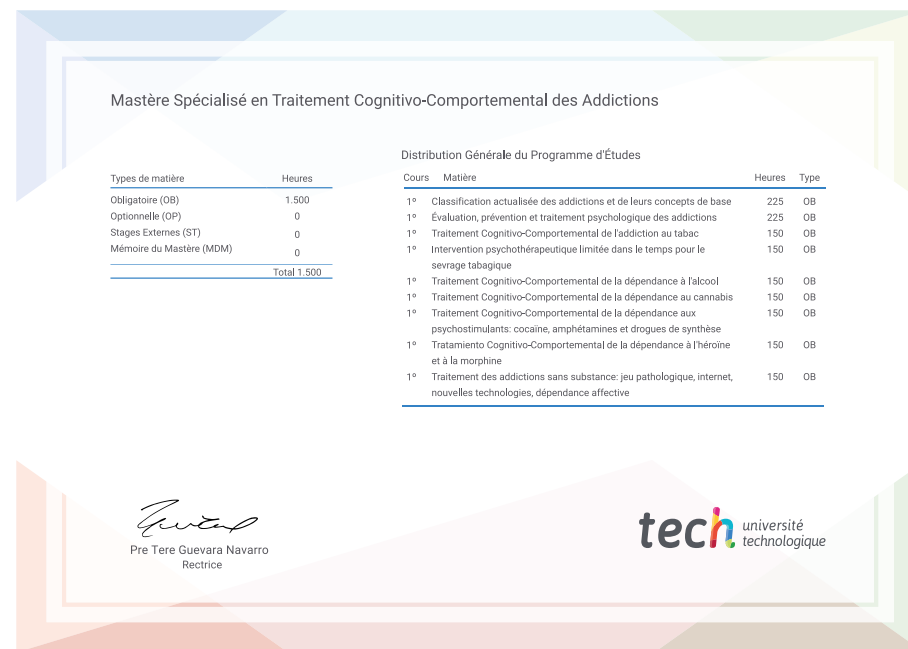 Mastère Spécialisé en Traitement Cognitivo-Comportemental des Addictions
Types de matière Heures
Obligatoire (OB) 1.500
Optionnelle (OP) 0
Stages Externes (ST) 0
Mémoire du Mastère (MDM) 0
Total 1.500
Distribution Générale du Programme d'Études
Cours Matière Heures Type
1º Classification actualisée des addictions et de leurs concepts de base 225 OB
1º Évaluation, prévention et traitement psychologique des addictions 225 OB
1º Traitement Cognitivo-Comportemental de l'addiction au tabac 150 OB
1º Intervention psychothérapeutique limitée dans le temps pour le 150 OB
sevrage tabagique
1º Traitement Cognitivo-Comportemental de la dépendance à l'alcool 150 OB
1º Traitement Cognitivo-Comportemental de la dépendance au cannabis 150 OB
1º Traitement Cognitivo-Comportemental de la dépendance aux 150 OB
psychostimulants: cocaïne, amphétamines et drogues de synthèse
1º Tratamiento Cognitivo-Comportemental de la dépendance à l'héroïne 150 OB
et à la morphine
1º Traitement des addictions sans substance: jeu pathologique, internet, 150 OB
nouvelles technologies, dépendance affective
Pre Tere Guevara Navarro
Rectrice
tech université
technologique